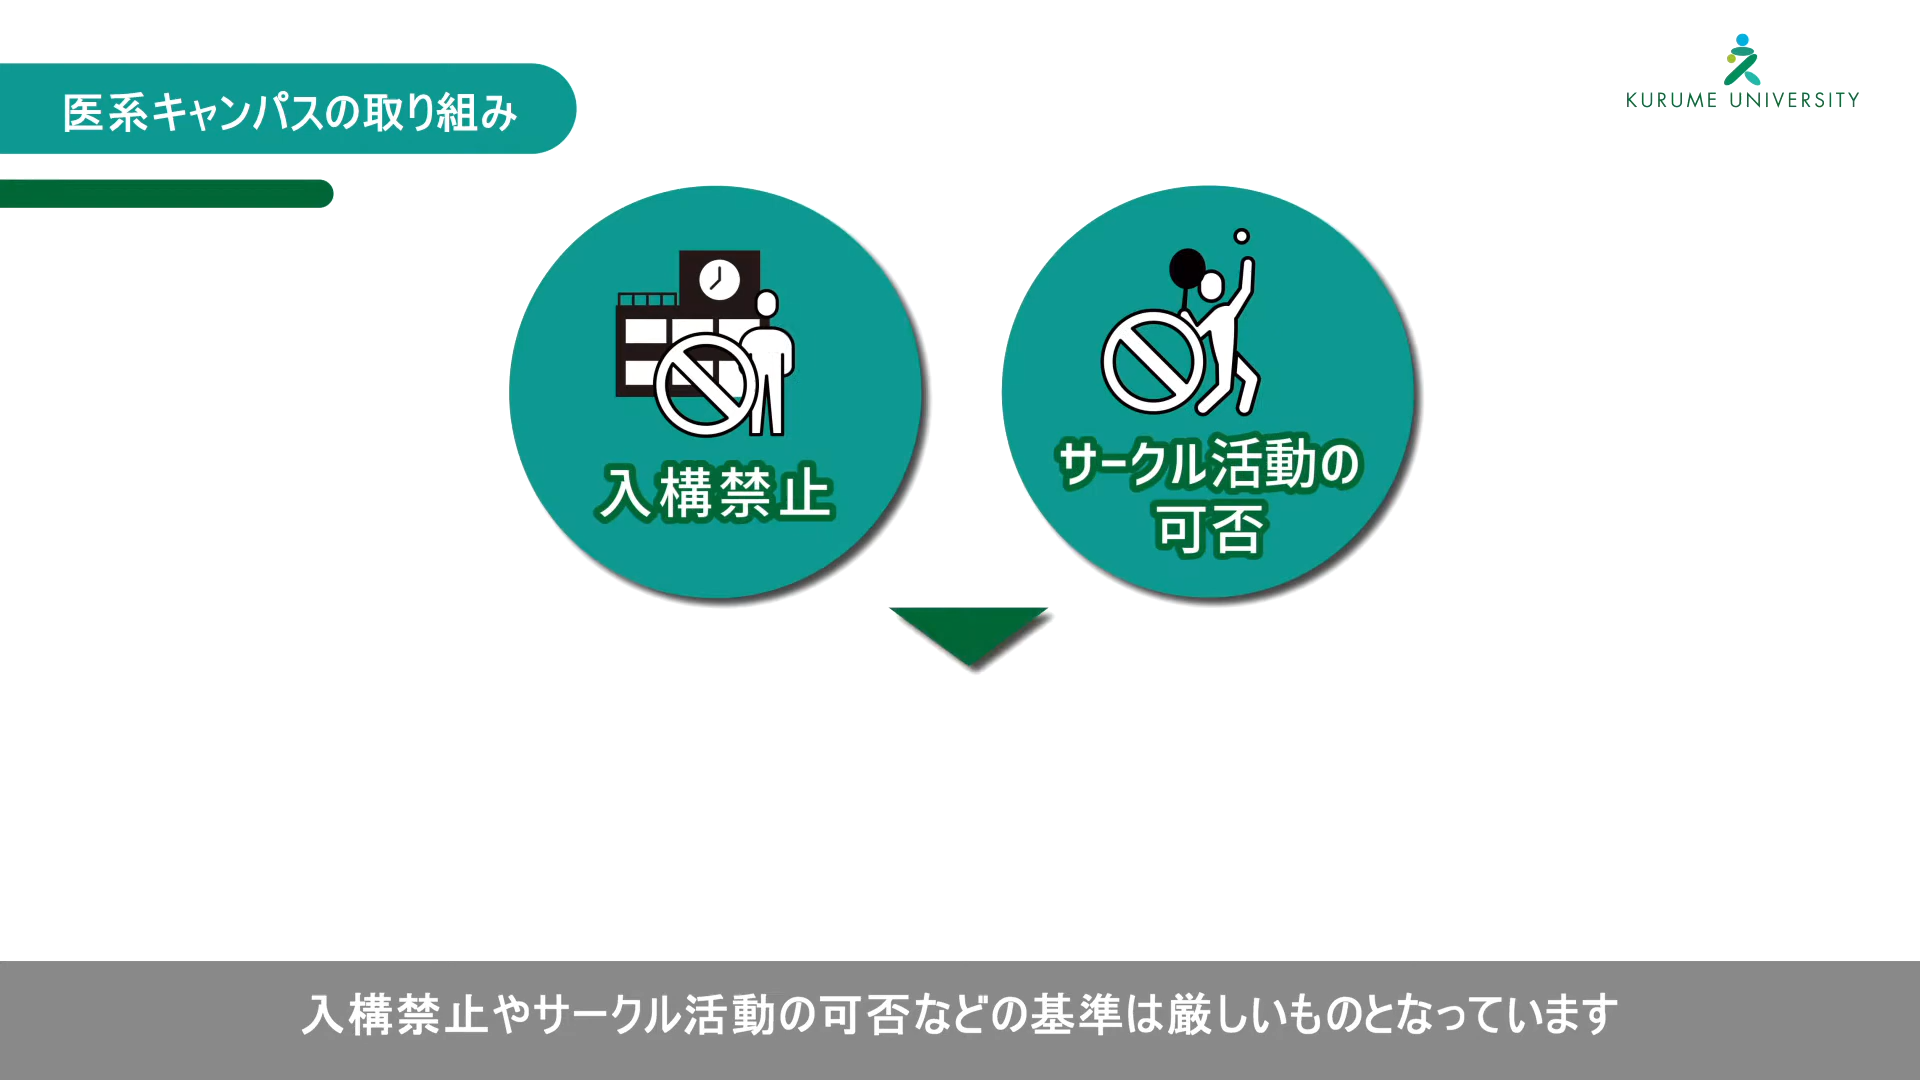 医系キャンパスの取り組み
KURUME UNIVERSITY
入構禁止
サークル活動の
可否
入構禁止やサークル活動の可否などの基準は厳しいものとなっています